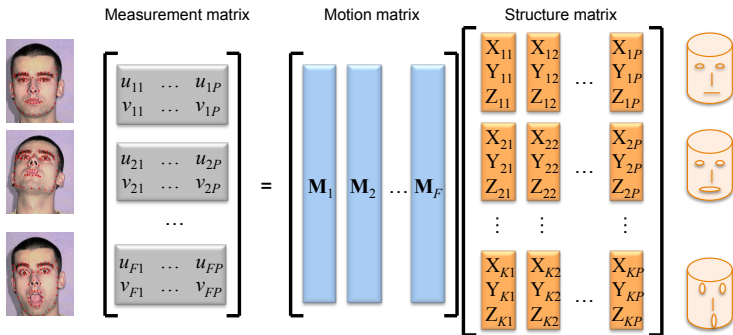 Measurement matrix Motion matrix Structure matrix
u11 … u1P
v11 … v1P
u21 … u2P
v21 … v2P
…
uF1 … uFP
vF1 … vFP
=
M1 M2 … MF
X11 X12 X1P
Y11 Y12 … Y1P
Z11 Z12 Z1P
X21 X22 X2P
Y21 Y22 … Y2P
Z21 Z22 Z2P
⋮ ⋮ ⋮
XK1 XK2 XKP
YK1 YK2 … YKP
ZK1 ZK2 ZKP